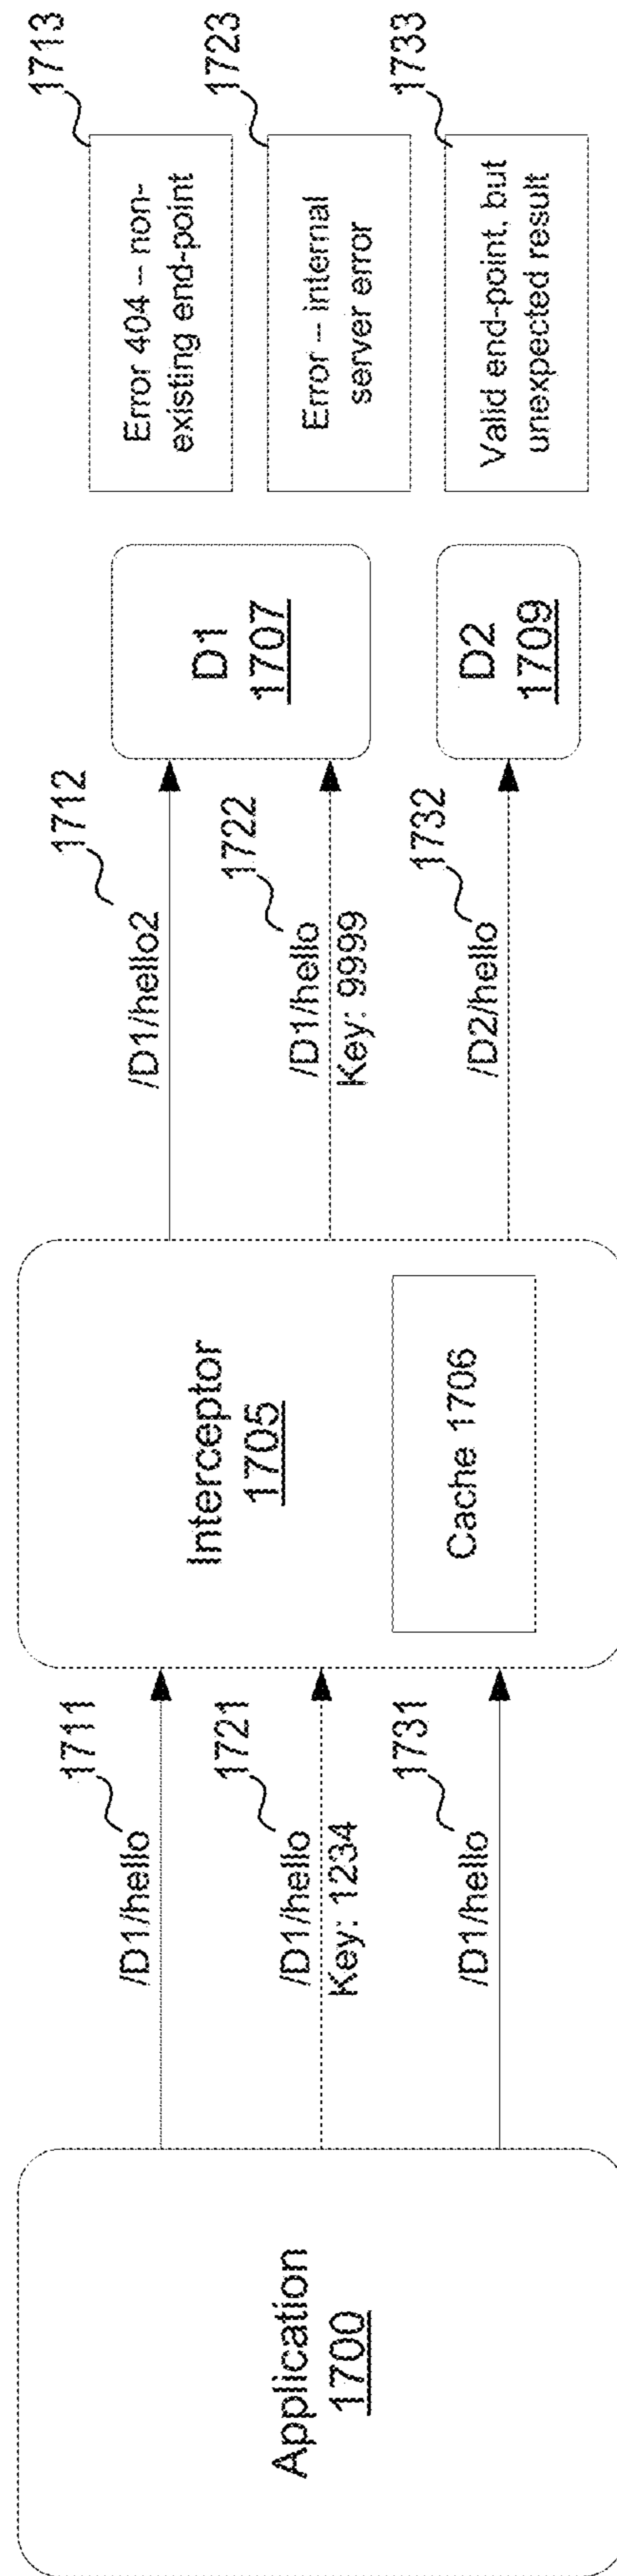 Application
1700
/D1/hello
1711
/D1/hello
Key: 1234
1721
/D1/hello
1731
Interceptor
1705
Cache 1706
/D1/hello2
1712
/D1/hello
Key: 9999
1722
/D2/hello
1732
D1
1707
D2
1709
Error 404 – non-
existing end-point
1713
Error – internal
server error
1723
Valid end-point, but
unexpected result
1733